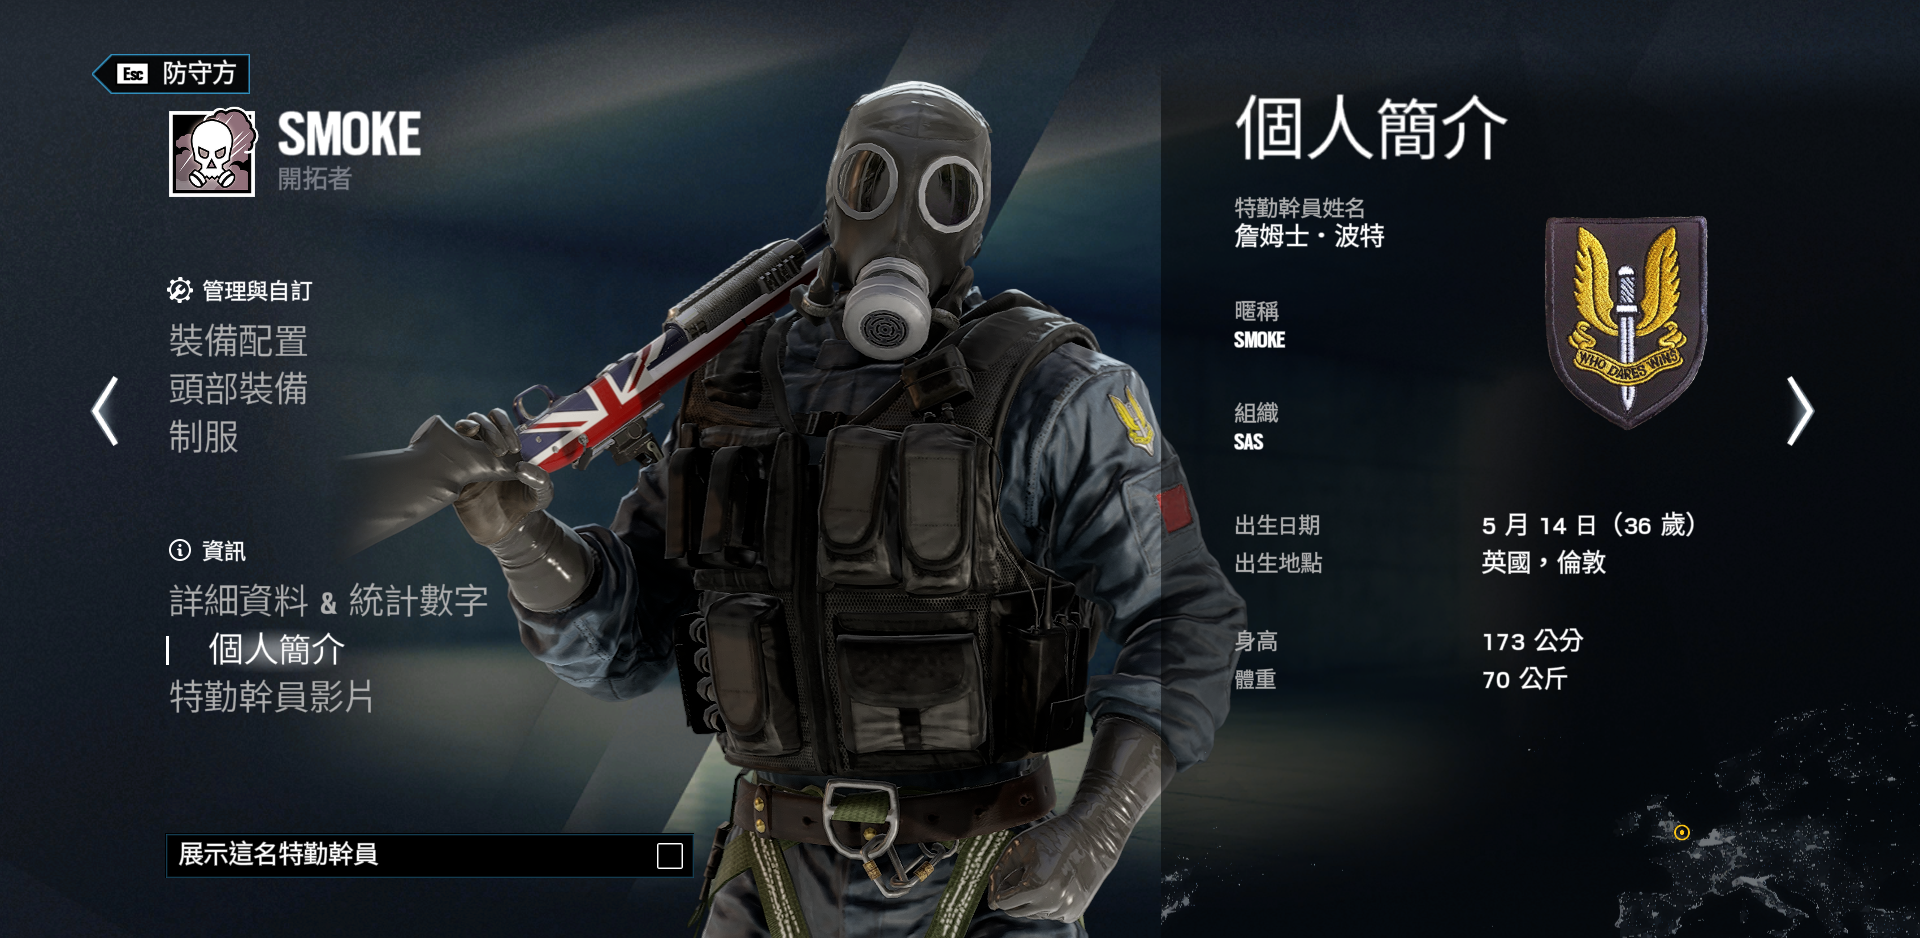 Esc 防守方
SMOKE
開拓者
管理與自訂
裝備配置
頭部裝備
制服
資訊
詳細資料 & 統計數字
個人簡介
特勤幹員影片
展示這名特勤幹員
個人簡介
特勤幹員姓名
詹姆士・波特
暱稱
SMOKE
組織
SAS
WHO DARES WINS
出生日期 5 月 14 日（36 歲）
出生地點 英國，倫敦
身高 173 公分
體重 70 公斤